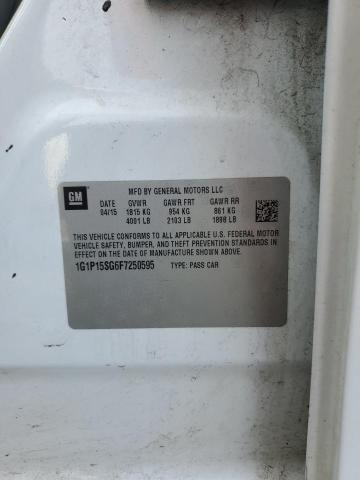 GM
MFD BY GENERAL MOTORS LLC
DATE GVWR GAWR FRT GAWR RR
04/15 1815 KG 954 KG 861 KG
4001 LB 2103 LB 1898 LB
THIS VEHICLE CONFORMS TO ALL APPLICABLE U.S. FEDERAL MOTOR
VEHICLE SAFETY, BUMPER, AND THEFT PREVENTION STANDARDS
IN EFFECT ON THE DATE OF MANUFACTURE SHOWN ABOVE.
1G1P15SG6F7250595 TYPE: PASS CAR